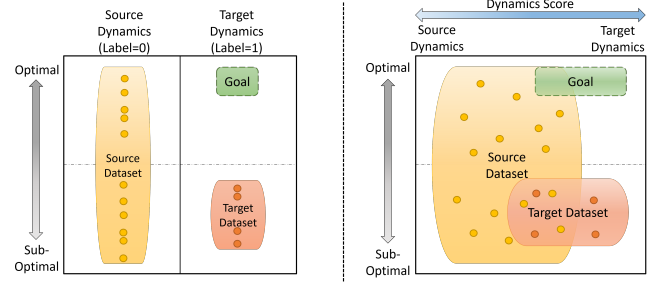 Source
Dynamics
(Label=0)
Target
Dynamics
(Label=1)
Optimal
Goal
Source
Dataset
Target
Dataset
Sub-
Optimal
Dynamics Score
Source
Dynamics
Target
Dynamics
Optimal
Goal
Source
Dataset
Target Dataset
Sub-
Optimal